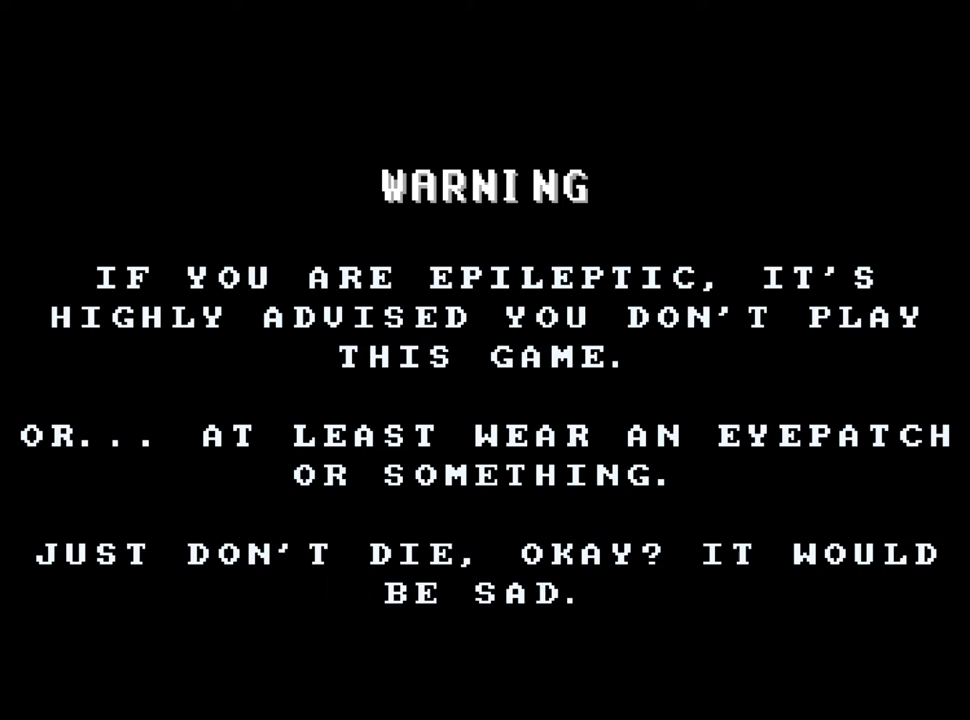 WARNING
IF YOU ARE EPILEPTIC, IT'S
HIGHLY ADVISED YOU DON'T PLAY
THIS GAME.
OR... AT LEAST WEAR AN EYEPATCH
OR SOMETHING.
JUST DON'T DIE, OKAY? IT WOULD
BE SAD.